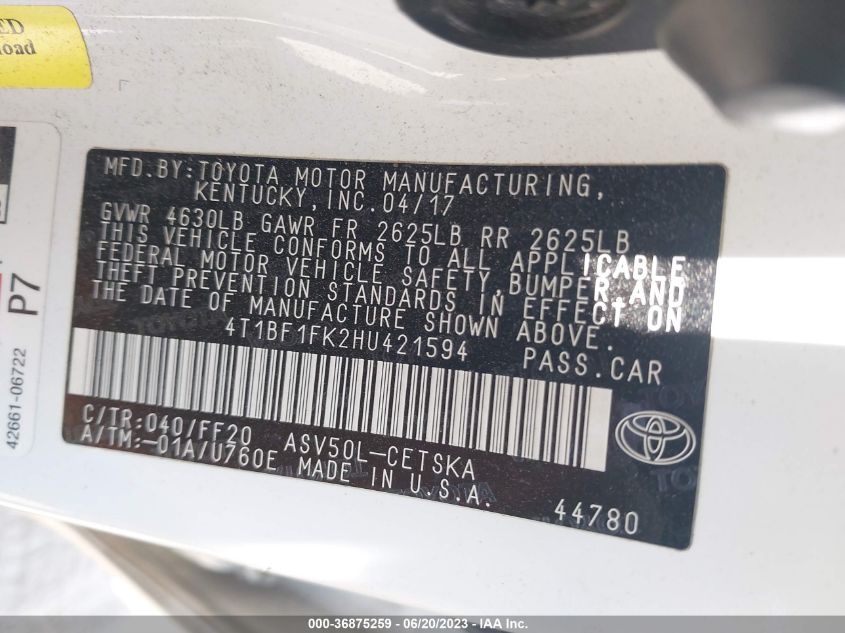 ED
load
MFD.BY:TOYOTA MOTOR MANUFACTURING,
KENTUCKY,INC.04/17
GVWR 4630LB GAWR FR 2625LB RR 2625LB
THIS VEHICLE CONFORMS TO ALL APPLICABLE
FEDERAL MOTOR VEHICLE SAFETY,BUMPER,AND
THEFT PREVENTION STANDARDS IN EFFECT ON
THE DATE OF MANUFACTURE SHOWN ABOVE.
4T1BF1FK2HU421594 PASS.CAR
C/TR:040/FF20 ASV50L-CETSKA
A/TM:-01A/U760E MADE IN U.S.A.
44780
P7
42661-06722
000-36875259 - 06/20/2023 - IAA Inc.